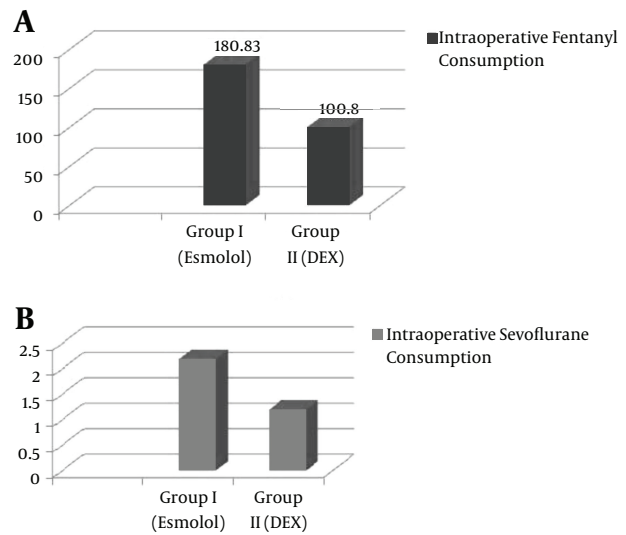 A
200
150
100
50
0
180.83
100.8
Group I
(Esmolol)
Group
II (DEX)
Intraoperative Fentanyl
Consumption
B
2.5
2
1.5
1
0.5
0
Group I
(Esmolol)
Group
II (DEX)
Intraoperative Sevoflurane
Consumption